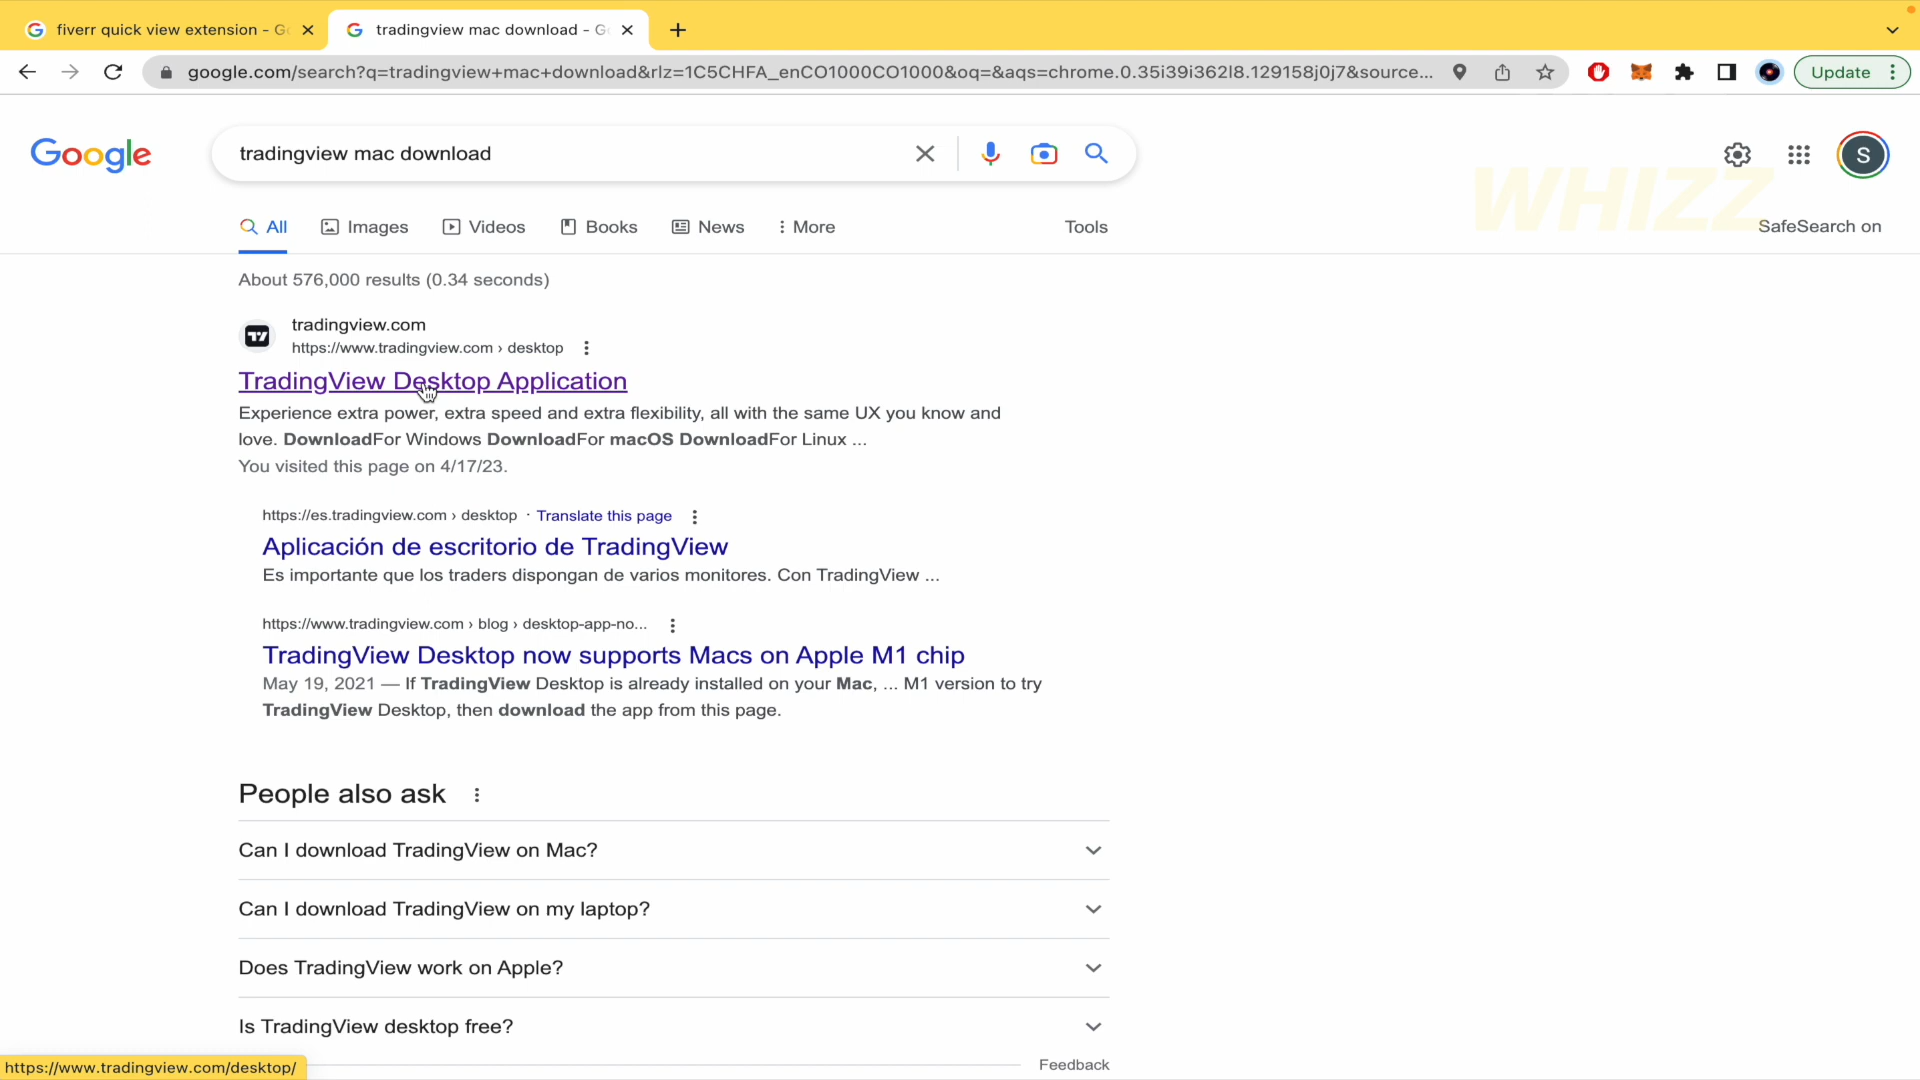 fiverr quick view extension - G
tradingview mac download - G
google.com/search?q=tradingview+mac+download&rlz=1C5CHFA_enCO1000CO1000&oq=&aqs=chrome.0.35i39i362l8.129158j0j7&source...
Update
Google
tradingview mac download
S
WHIZZ
All
Images
Videos
Books
News
More
Tools
SafeSearch on
About 576,000 results (0.34 seconds)
tradingview.com
https://www.tradingview.com › desktop
TradingView Desktop Application
Experience extra power, extra speed and extra flexibility, all with the same UX you know and
love. DownloadFor Windows DownloadFor macOS DownloadFor Linux ...
You visited this page on 4/17/23.
https://es.tradingview.com › desktop · Translate this page
Aplicación de escritorio de TradingView
Es importante que los traders dispongan de varios monitores. Con TradingView ...
https://www.tradingview.com › blog › desktop-app-no...
TradingView Desktop now supports Macs on Apple M1 chip
May 19, 2021 — If TradingView Desktop is already installed on your Mac, ... M1 version to try
TradingView Desktop, then download the app from this page.
People also ask
Can I download TradingView on Mac?
Can I download TradingView on my laptop?
Does TradingView work on Apple?
Is TradingView desktop free?
Feedback
https://www.tradingview.com/desktop/